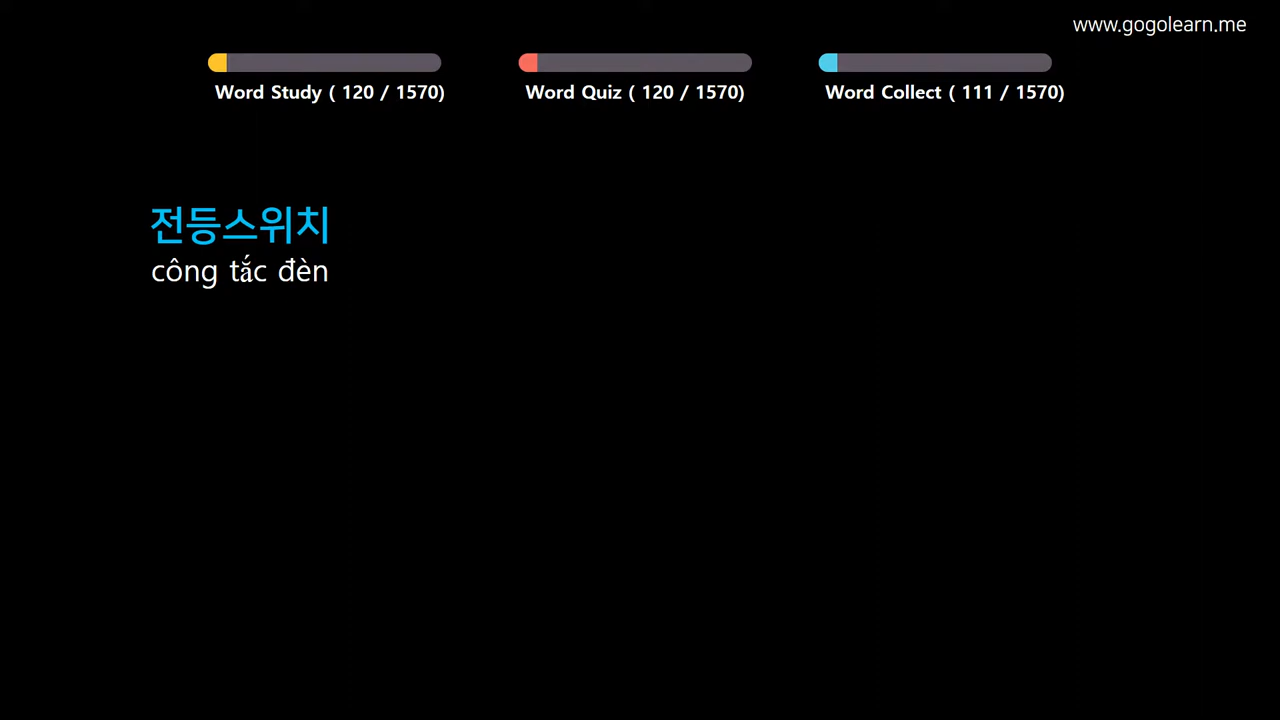 www.gogolearn.me
Word Study ( 120 / 1570)
Word Quiz ( 120 / 1570)
Word Collect ( 111 / 1570)
전등스위치
công tắc đèn